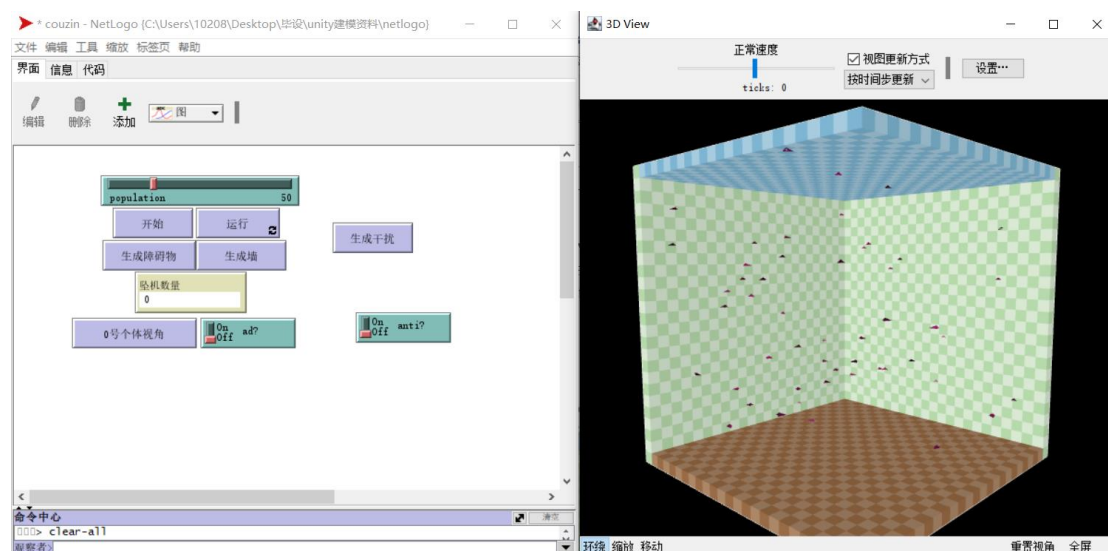 * couzin - NetLogo {C:\Users\10208\Desktop\毕设\unity建模资料\netlogo}
文件 编辑 工具 缩放 标签页 帮助
界面 信息 代码
编辑 删除 添加 图
population 50
开始 运行
生成障碍物 生成墙
生成干扰
坠机数量
0
0号个体视角
On
Off
ad?
On
Off
anti?
命令中心 清空
> clear-all
观察者>
3D View
正常速度
ticks: 0
视图更新方式
按时间步更新
设置…
环绕 缩放 移动 重置视角 全屏